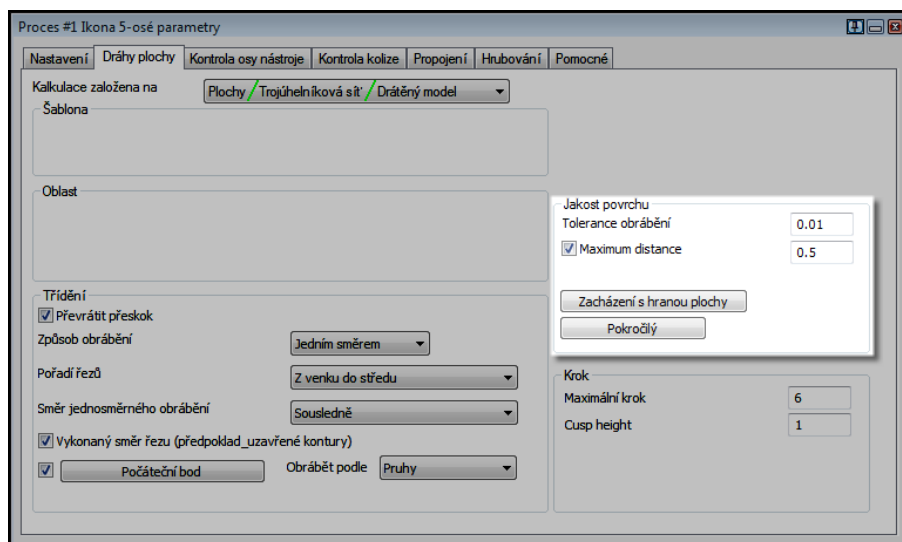 Proces #1 Ikona 5-osé parametry
Nastavení Dráhy plochy Kontrola osy nástroje Kontrola kolize Propojení Hrubování Pomocné
Kalkulace založena na Plochy / Trojúhelníková síť / Drátěný model
Šablona
Oblast
Třídění
Převrátit přeskok
Způsob obrábění Jedním směrem
Pořadí řezů Z venku do středu
Směr jednosměrného obrábění Sousledně
Vykonaný směr řezu (předpoklad_uzavřené kontury)
Počáteční bod Obrábět podle Pruhy
Jakost povrchu
Tolerance obrábění 0.01
Maximum distance 0.5
Zacházení s hranou plochy
Pokročilý
Krok
Maximální krok 6
Cusp height 1